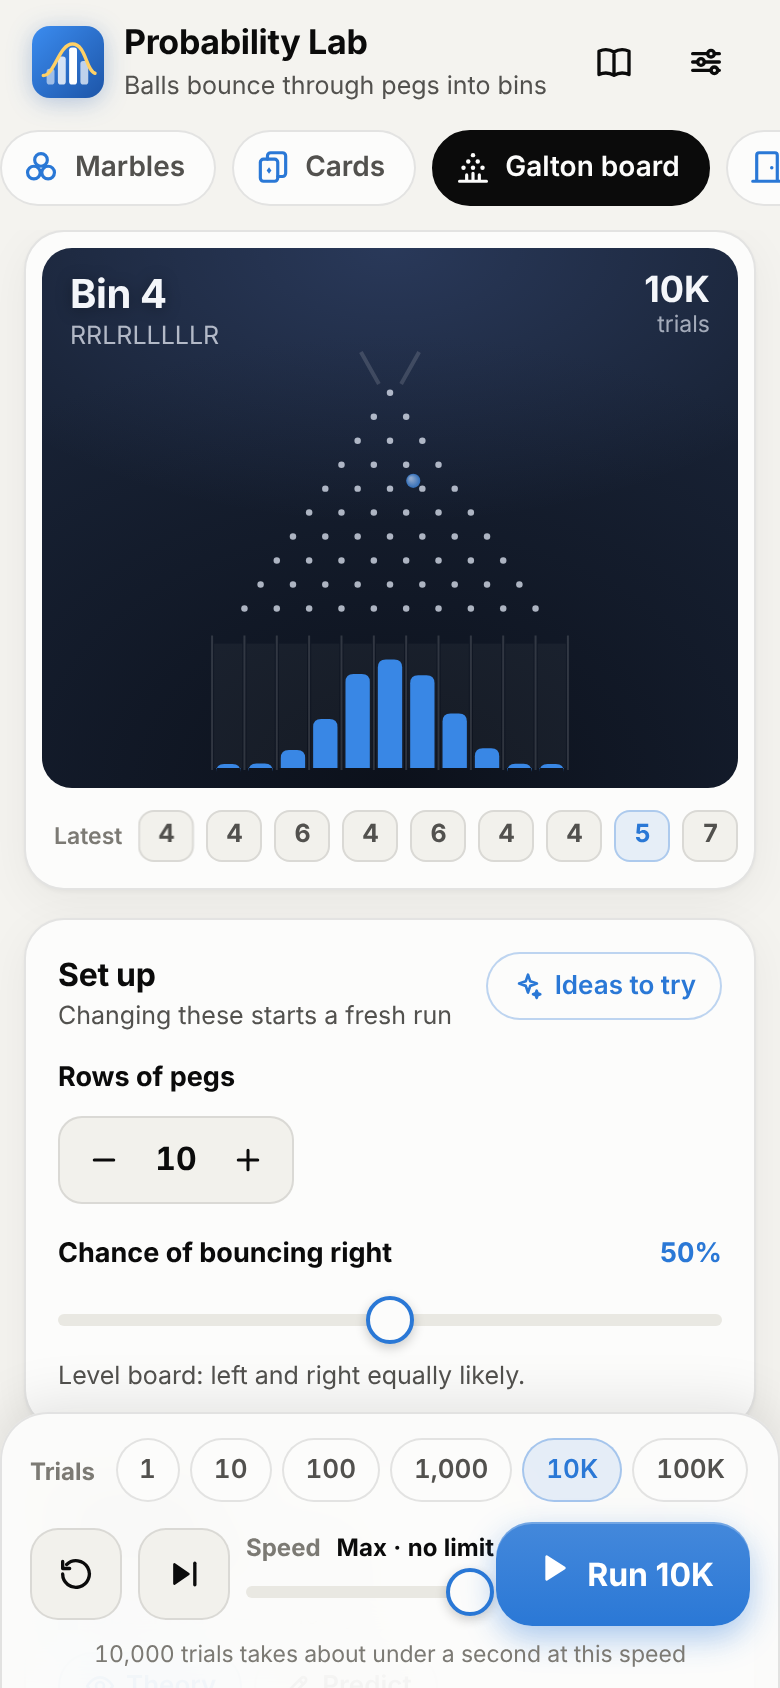 Probability Lab
Balls bounce through pegs into bins
Marbles
Cards
Galton board
Bin 4
10K
RRLRLLLLLR
trials
Latest 4 4 6 4 6 4 4 5 7
Set up
Ideas to try
Changing these starts a fresh run
Rows of pegs
10
Chance of bouncing right 50%
Level board: left and right equally likely.
Trials 1 10 100 1,000 10K 100K
Speed Max · no limit
Run 10K
10,000 trials takes about under a second at this speed
Theory Predict